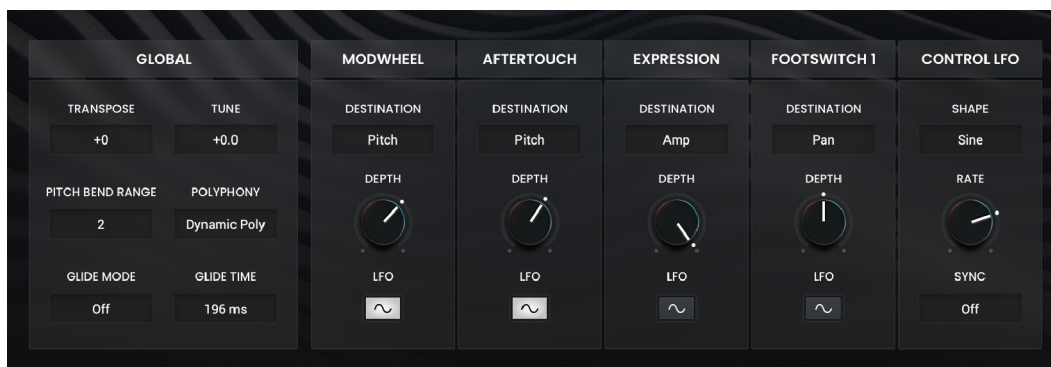 GLOBAL
MODWHEEL
AFTERTOUCH
EXPRESSION
FOOTSWITCH 1
CONTROL LFO
TRANSPOSE
TUNE
DESTINATION
DESTINATION
DESTINATION
DESTINATION
SHAPE
+0
+0.0
Pitch
Pitch
Amp
Pan
Sine
PITCH BEND RANGE
POLYPHONY
DEPTH
DEPTH
DEPTH
DEPTH
RATE
2
Dynamic Poly
GLIDE MODE
GLIDE TIME
LFO
LFO
LFO
LFO
SYNC
Off
196 ms
Off